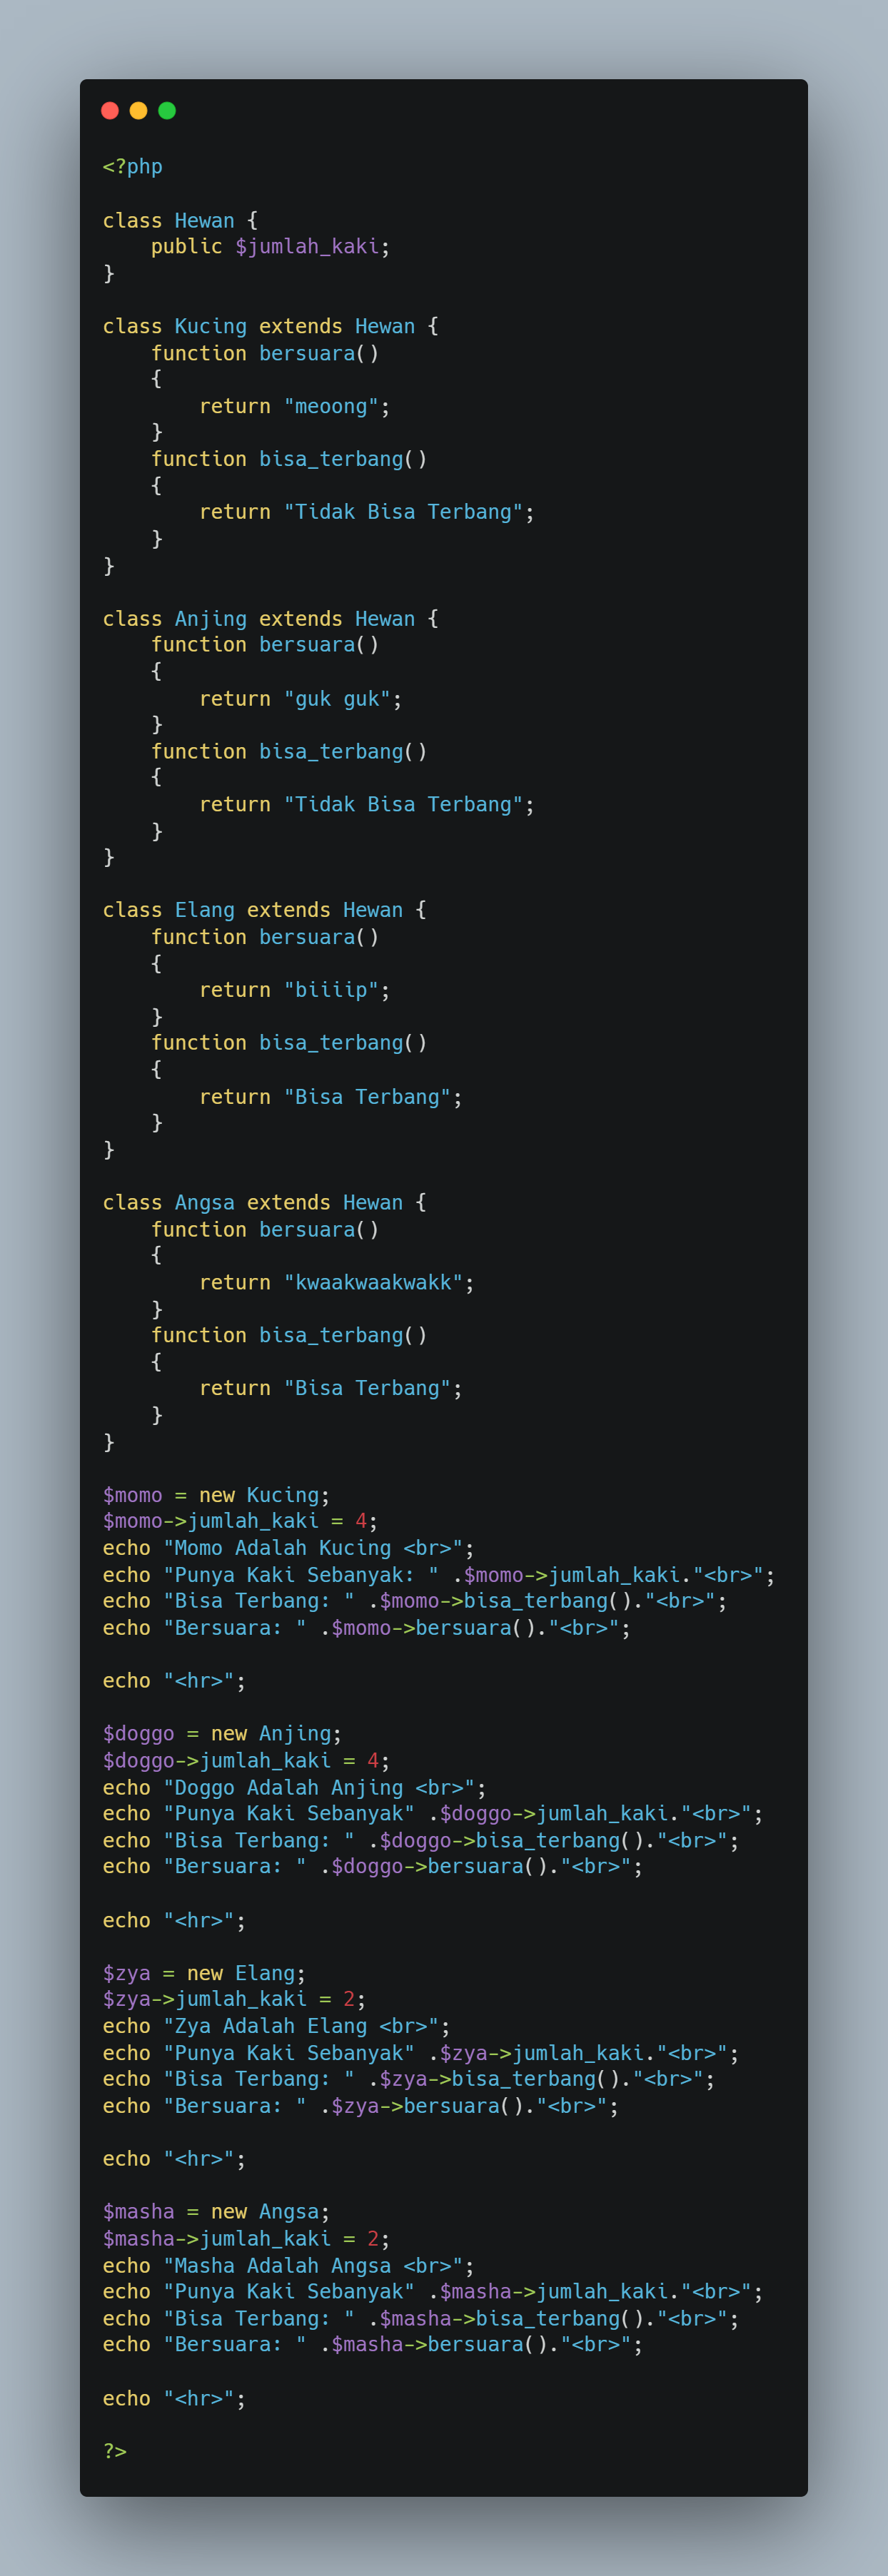 <?php
class Hewan {
    public $jumlah_kaki;
}
class Kucing extends Hewan {
    function bersuara()
    {
        return "meoong";
    }
    function bisa_terbang()
    {
        return "Tidak Bisa Terbang";
    }
}
class Anjing extends Hewan {
    function bersuara()
    {
        return "guk guk";
    }
    function bisa_terbang()
    {
        return "Tidak Bisa Terbang";
    }
}
class Elang extends Hewan {
    function bersuara()
    {
        return "biiiip";
    }
    function bisa_terbang()
    {
        return "Bisa Terbang";
    }
}
class Angsa extends Hewan {
    function bersuara()
    {
        return "kwaakwaakwakk";
    }
    function bisa_terbang()
    {
        return "Bisa Terbang";
    }
}
$momo = new Kucing;
$momo->jumlah_kaki = 4;
echo "Momo Adalah Kucing <br>";
echo "Punya Kaki Sebanyak: " .$momo->jumlah_kaki."<br>";
echo "Bisa Terbang: " .$momo->bisa_terbang()."<br>";
echo "Bersuara: " .$momo->bersuara()."<br>";
echo "<hr>";
$doggo = new Anjing;
$doggo->jumlah_kaki = 4;
echo "Doggo Adalah Anjing <br>";
echo "Punya Kaki Sebanyak" .$doggo->jumlah_kaki."<br>";
echo "Bisa Terbang: " .$doggo->bisa_terbang()."<br>";
echo "Bersuara: " .$doggo->bersuara()."<br>";
echo "<hr>";
$zya = new Elang;
$zya->jumlah_kaki = 2;
echo "Zya Adalah Elang <br>";
echo "Punya Kaki Sebanyak" .$zya->jumlah_kaki."<br>";
echo "Bisa Terbang: " .$zya->bisa_terbang()."<br>";
echo "Bersuara: " .$zya->bersuara()."<br>";
echo "<hr>";
$masha = new Angsa;
$masha->jumlah_kaki = 2;
echo "Masha Adalah Angsa <br>";
echo "Punya Kaki Sebanyak" .$masha->jumlah_kaki."<br>";
echo "Bisa Terbang: " .$masha->bisa_terbang()."<br>";
echo "Bersuara: " .$masha->bersuara()."<br>";
echo "<hr>";
?>